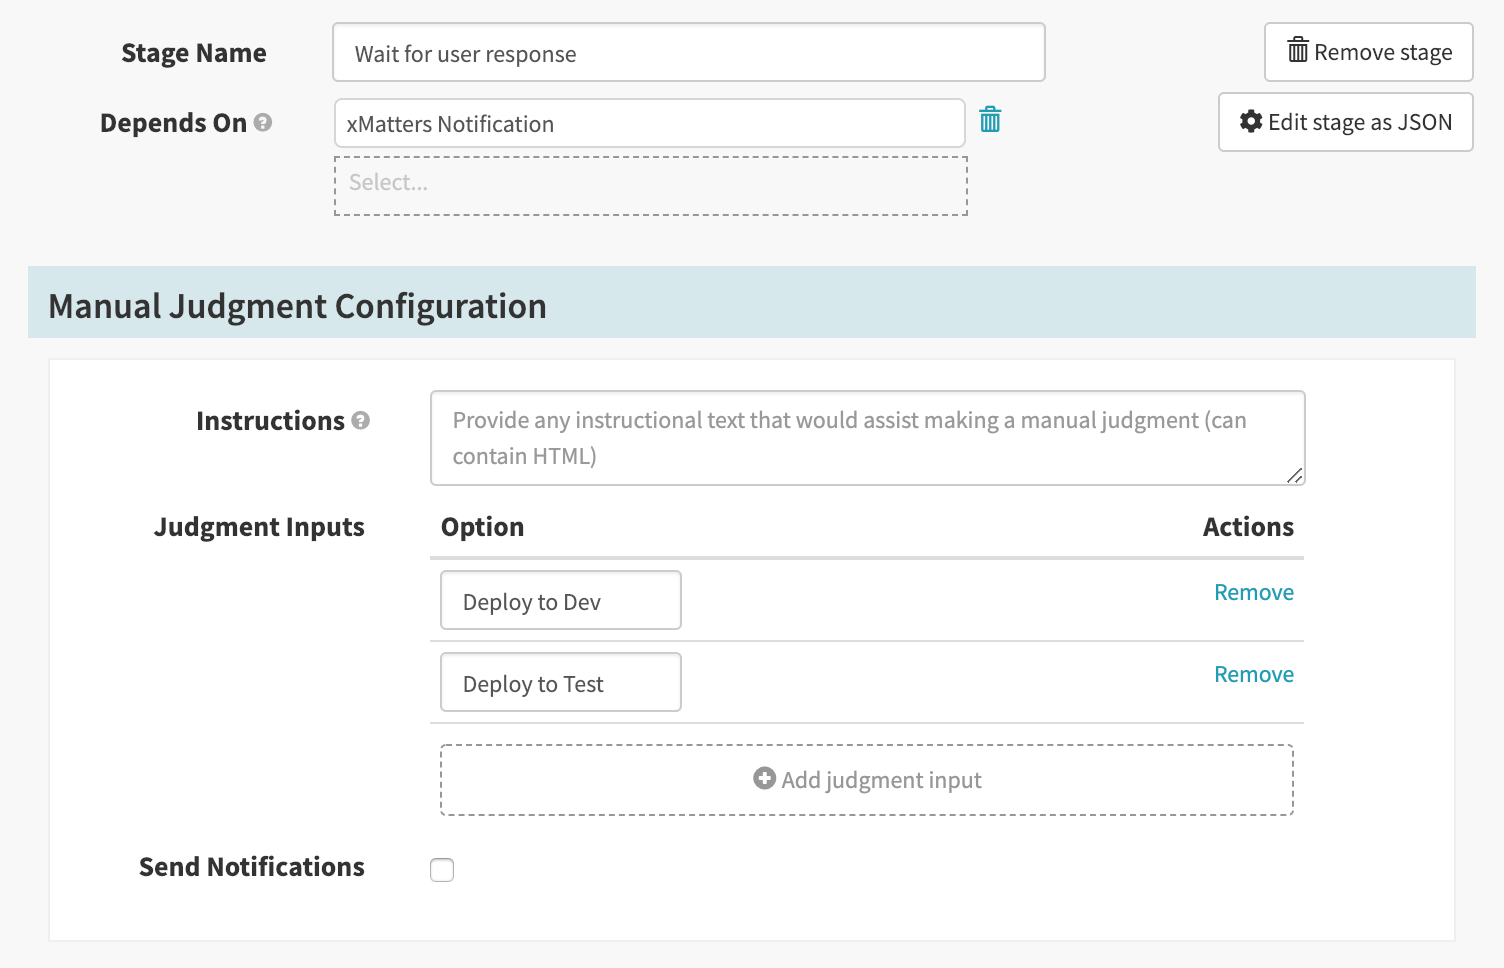 Stage Name
Wait for user response
Remove stage
Depends On
xMatters Notification
Edit stage as JSON
Select...
Manual Judgment Configuration
Instructions
Provide any instructional text that would assist making a manual judgment (can
contain HTML)
Judgment Inputs
Option
Actions
Deploy to Dev
Remove
Deploy to Test
Remove
Add judgment input
Send Notifications